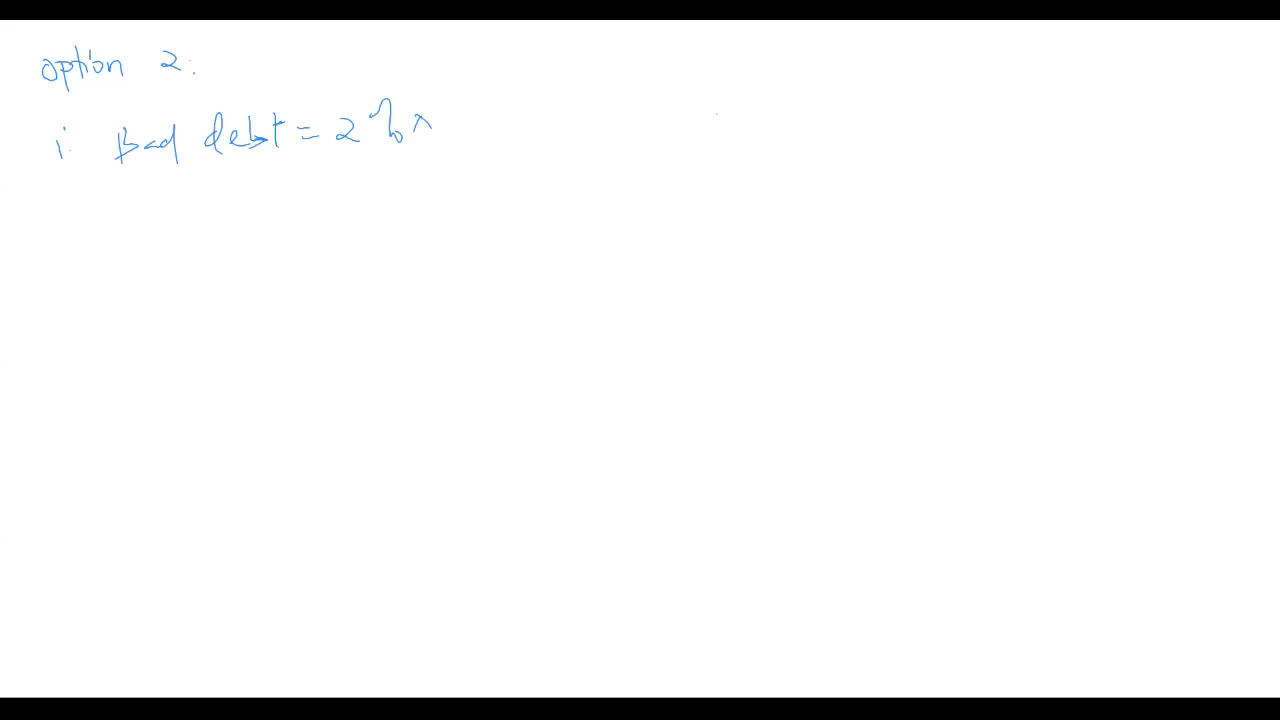 option 2:
i. Bad debt = 2% ×